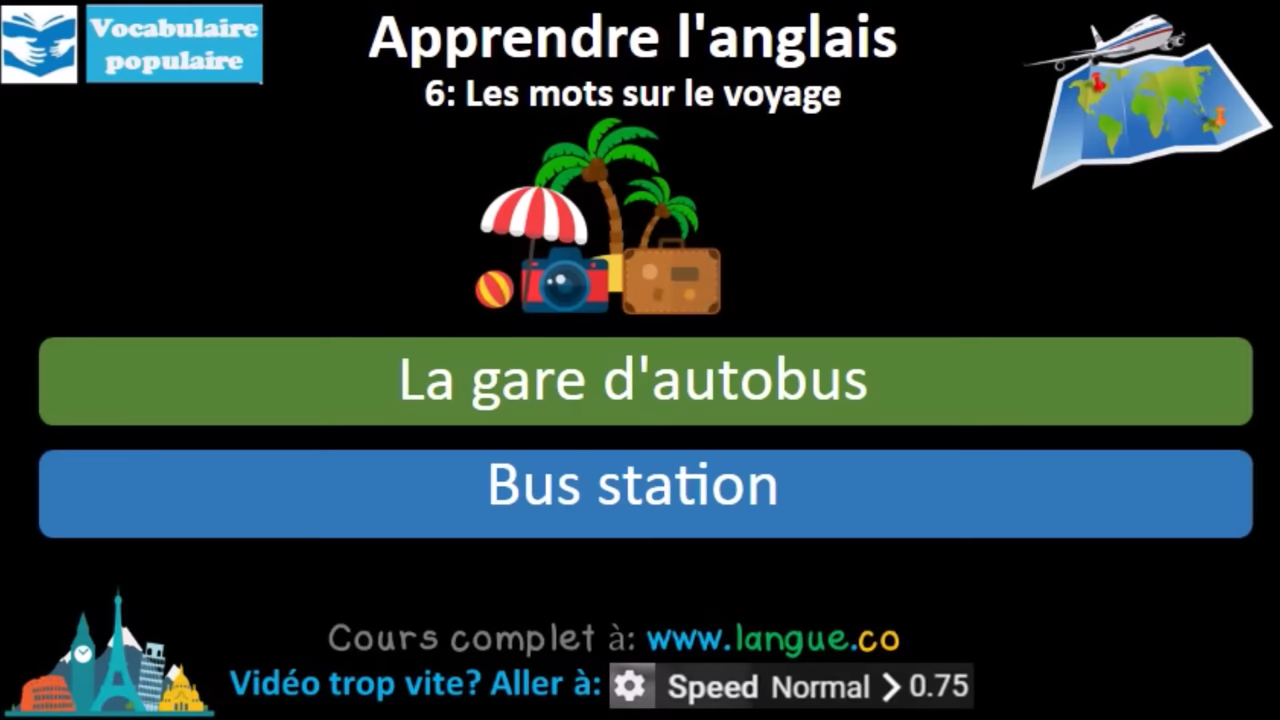 Vocabulaire
populaire
Apprendre l'anglais
6: Les mots sur le voyage
La gare d'autobus
Bus station
Cours complet à: www.langue.co
Vidéo trop vite? Aller à: Speed Normal > 0.75